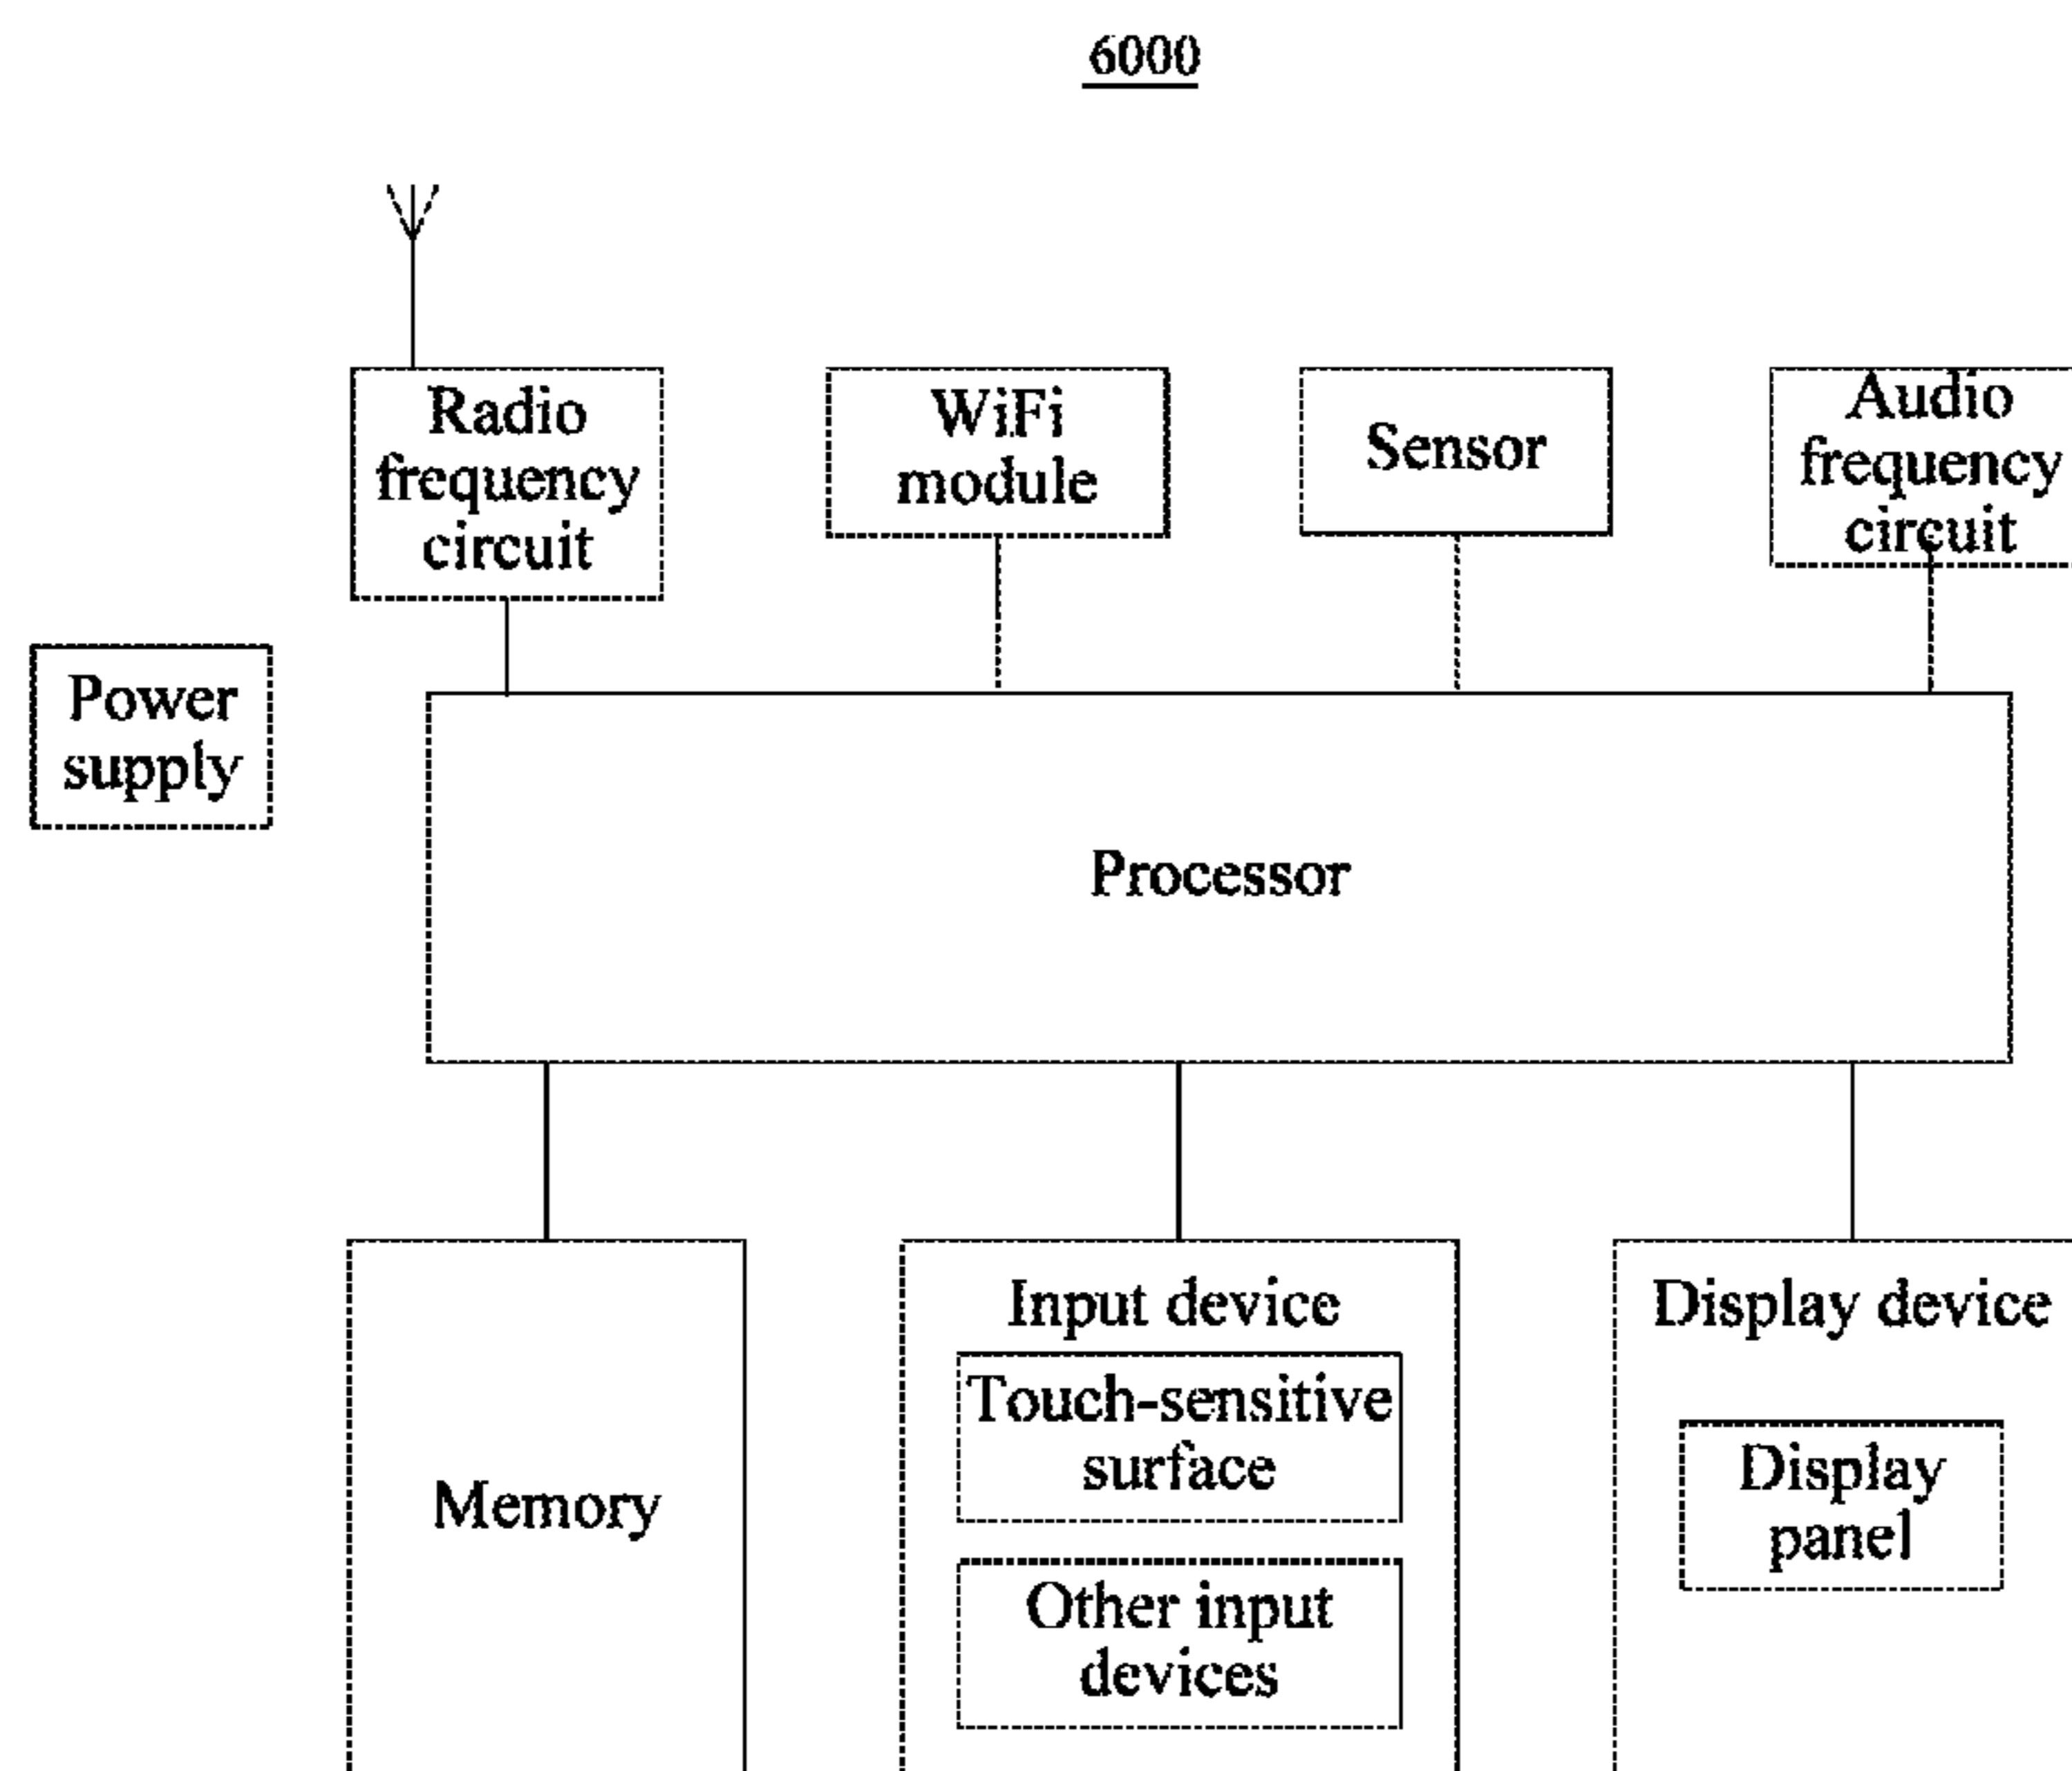 6000
Radio
frequency
circuit
WiFi
module
Sensor
Audio
frequency
circuit
Power
supply
Processor
Memory
Input device
Touch-sensitive
surface
Other input
devices
Display device
Display
panel